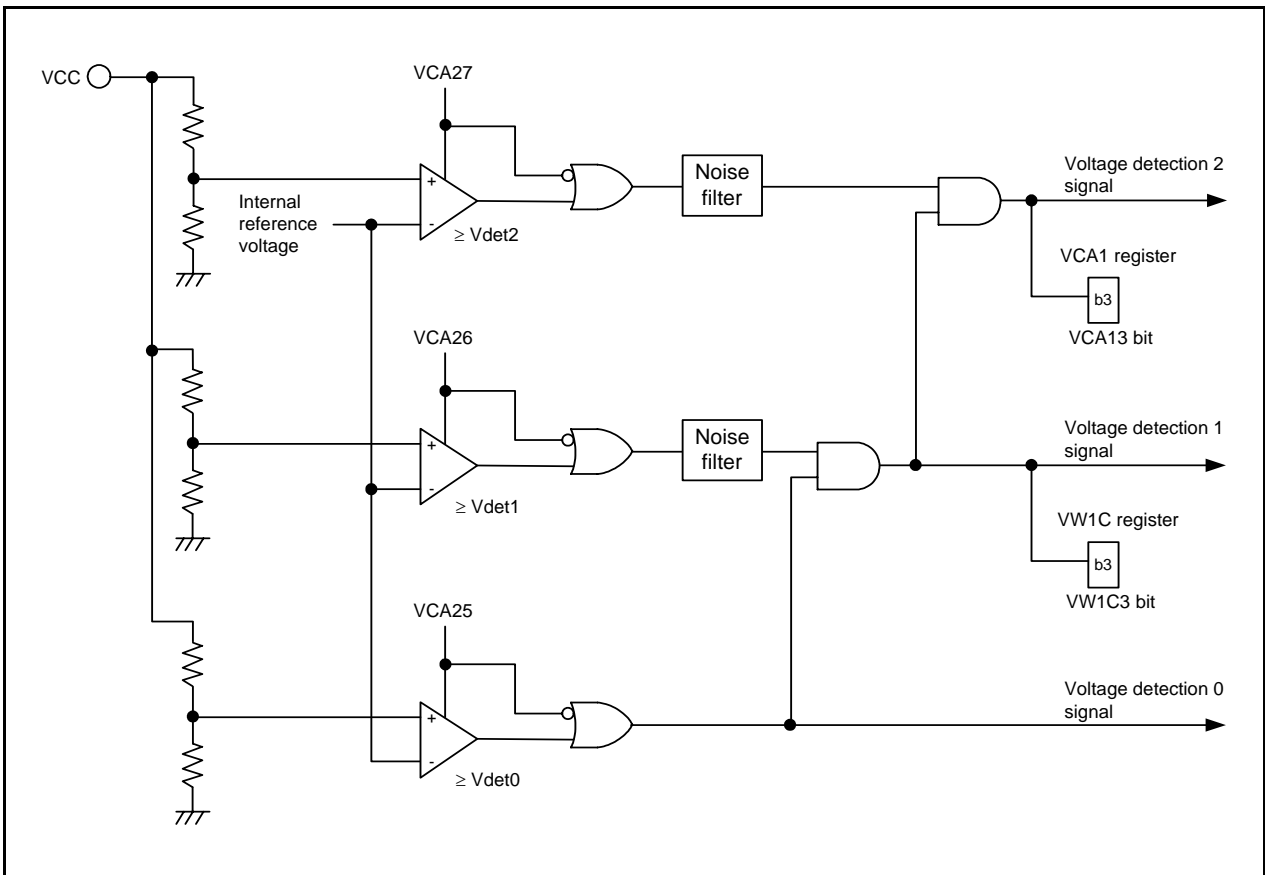 VCC
VCA27
+
-
≥ Vdet2
Internal
reference
voltage
Noise
filter
Voltage detection 2
signal
VCA1 register
b3
VCA13 bit
VCA26
+
-
≥ Vdet1
Noise
filter
Voltage detection 1
signal
VW1C register
b3
VW1C3 bit
VCA25
+
-
≥ Vdet0
Voltage detection 0
signal